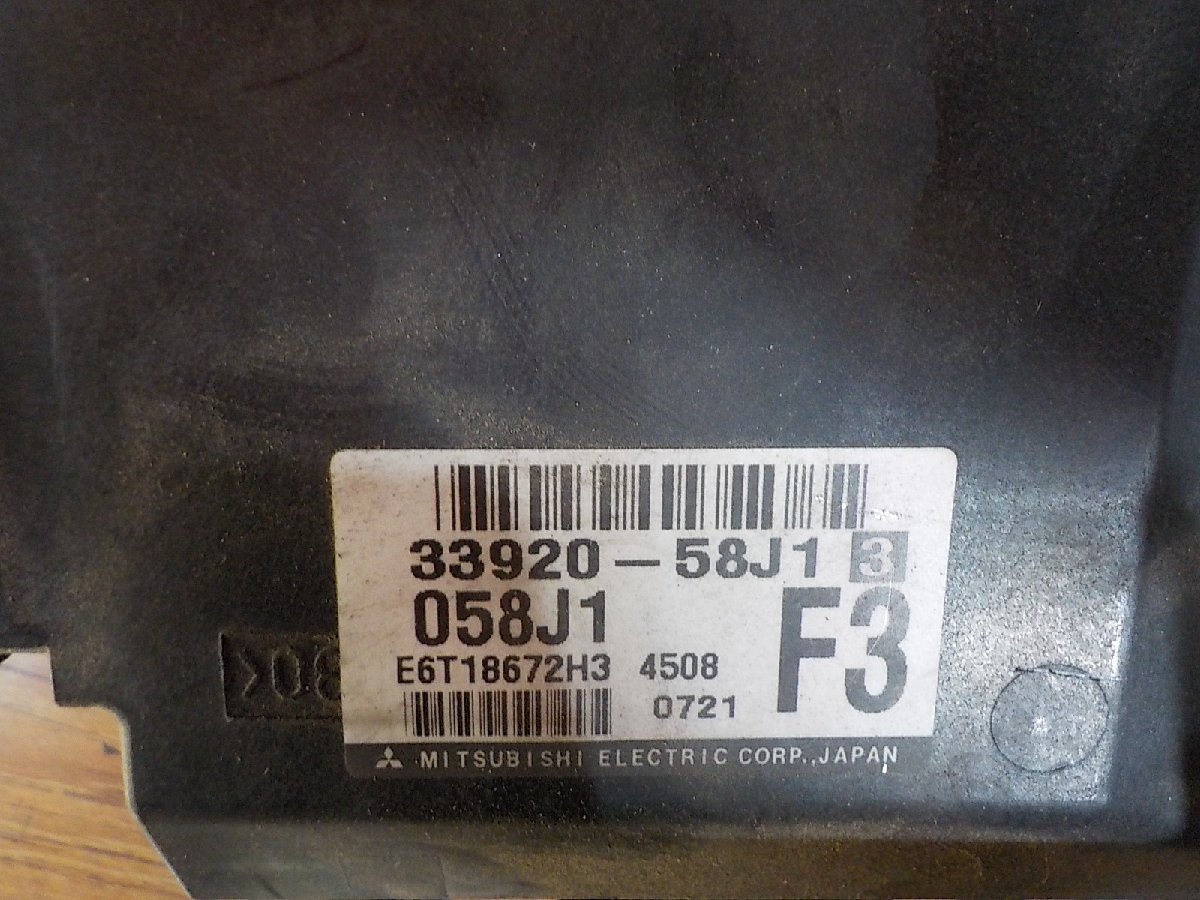 33920-58J1 3
058J1 F3
E6T18672H3 4508
0721
MITSUBISHI ELECTRIC CORP.,JAPAN